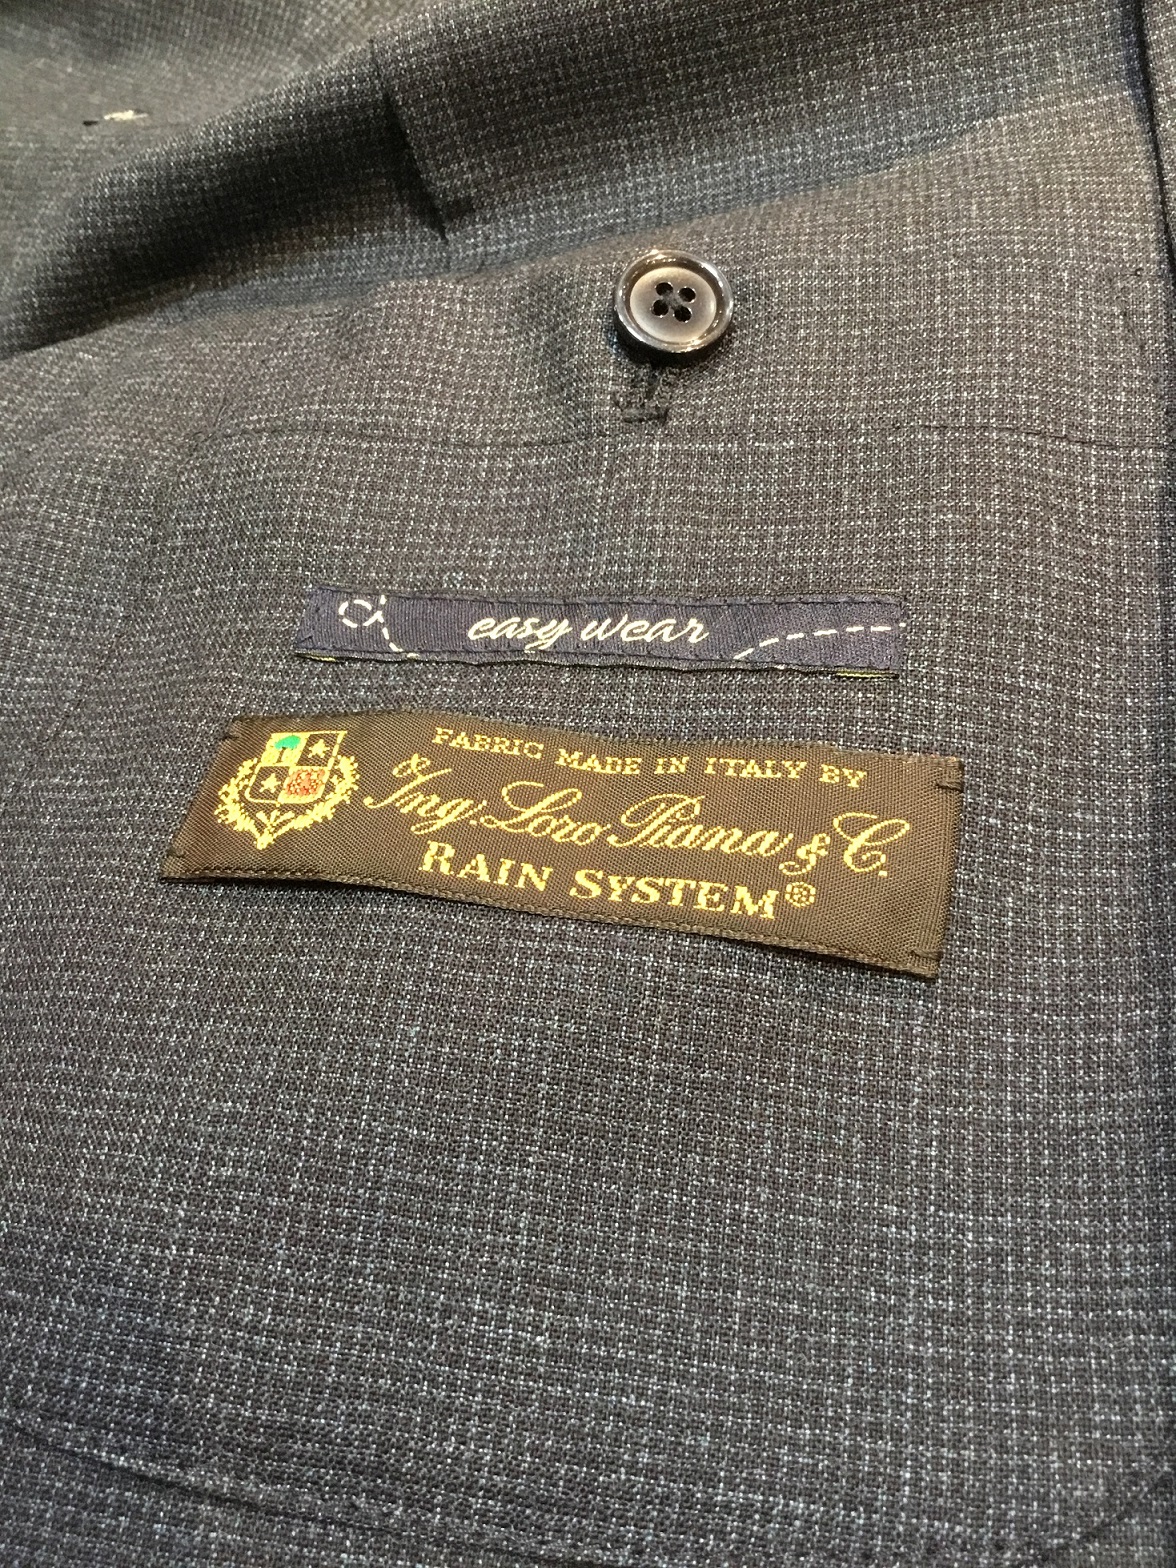 easy wear
FABRIC MADE IN ITALY BY
Ing. Loro Piana & C.
RAIN SYSTEM®